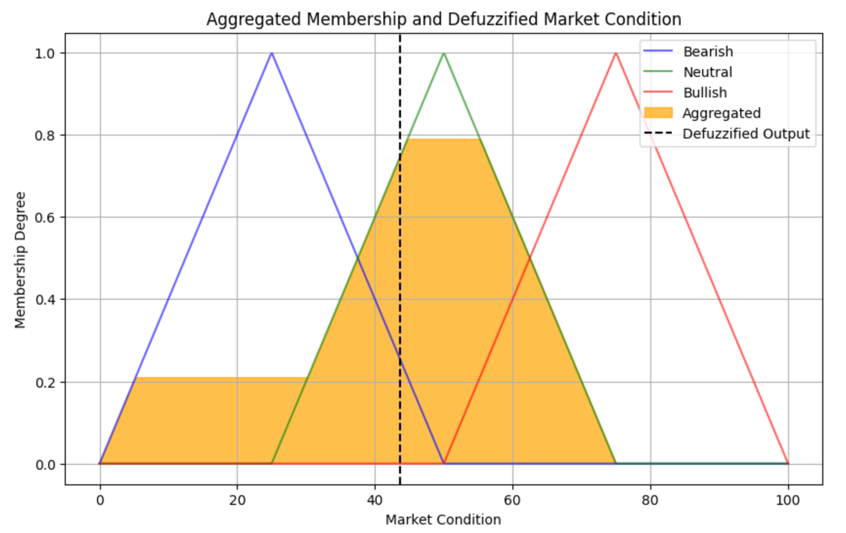 Aggregated Membership and Defuzzified Market Condition
Bearish
Neutral
Bullish
Aggregated
Defuzzified Output
Membership Degree
1.0
0.8
0.6
0.4
0.2
0.0
0 20 40 60 80 100
Market Condition